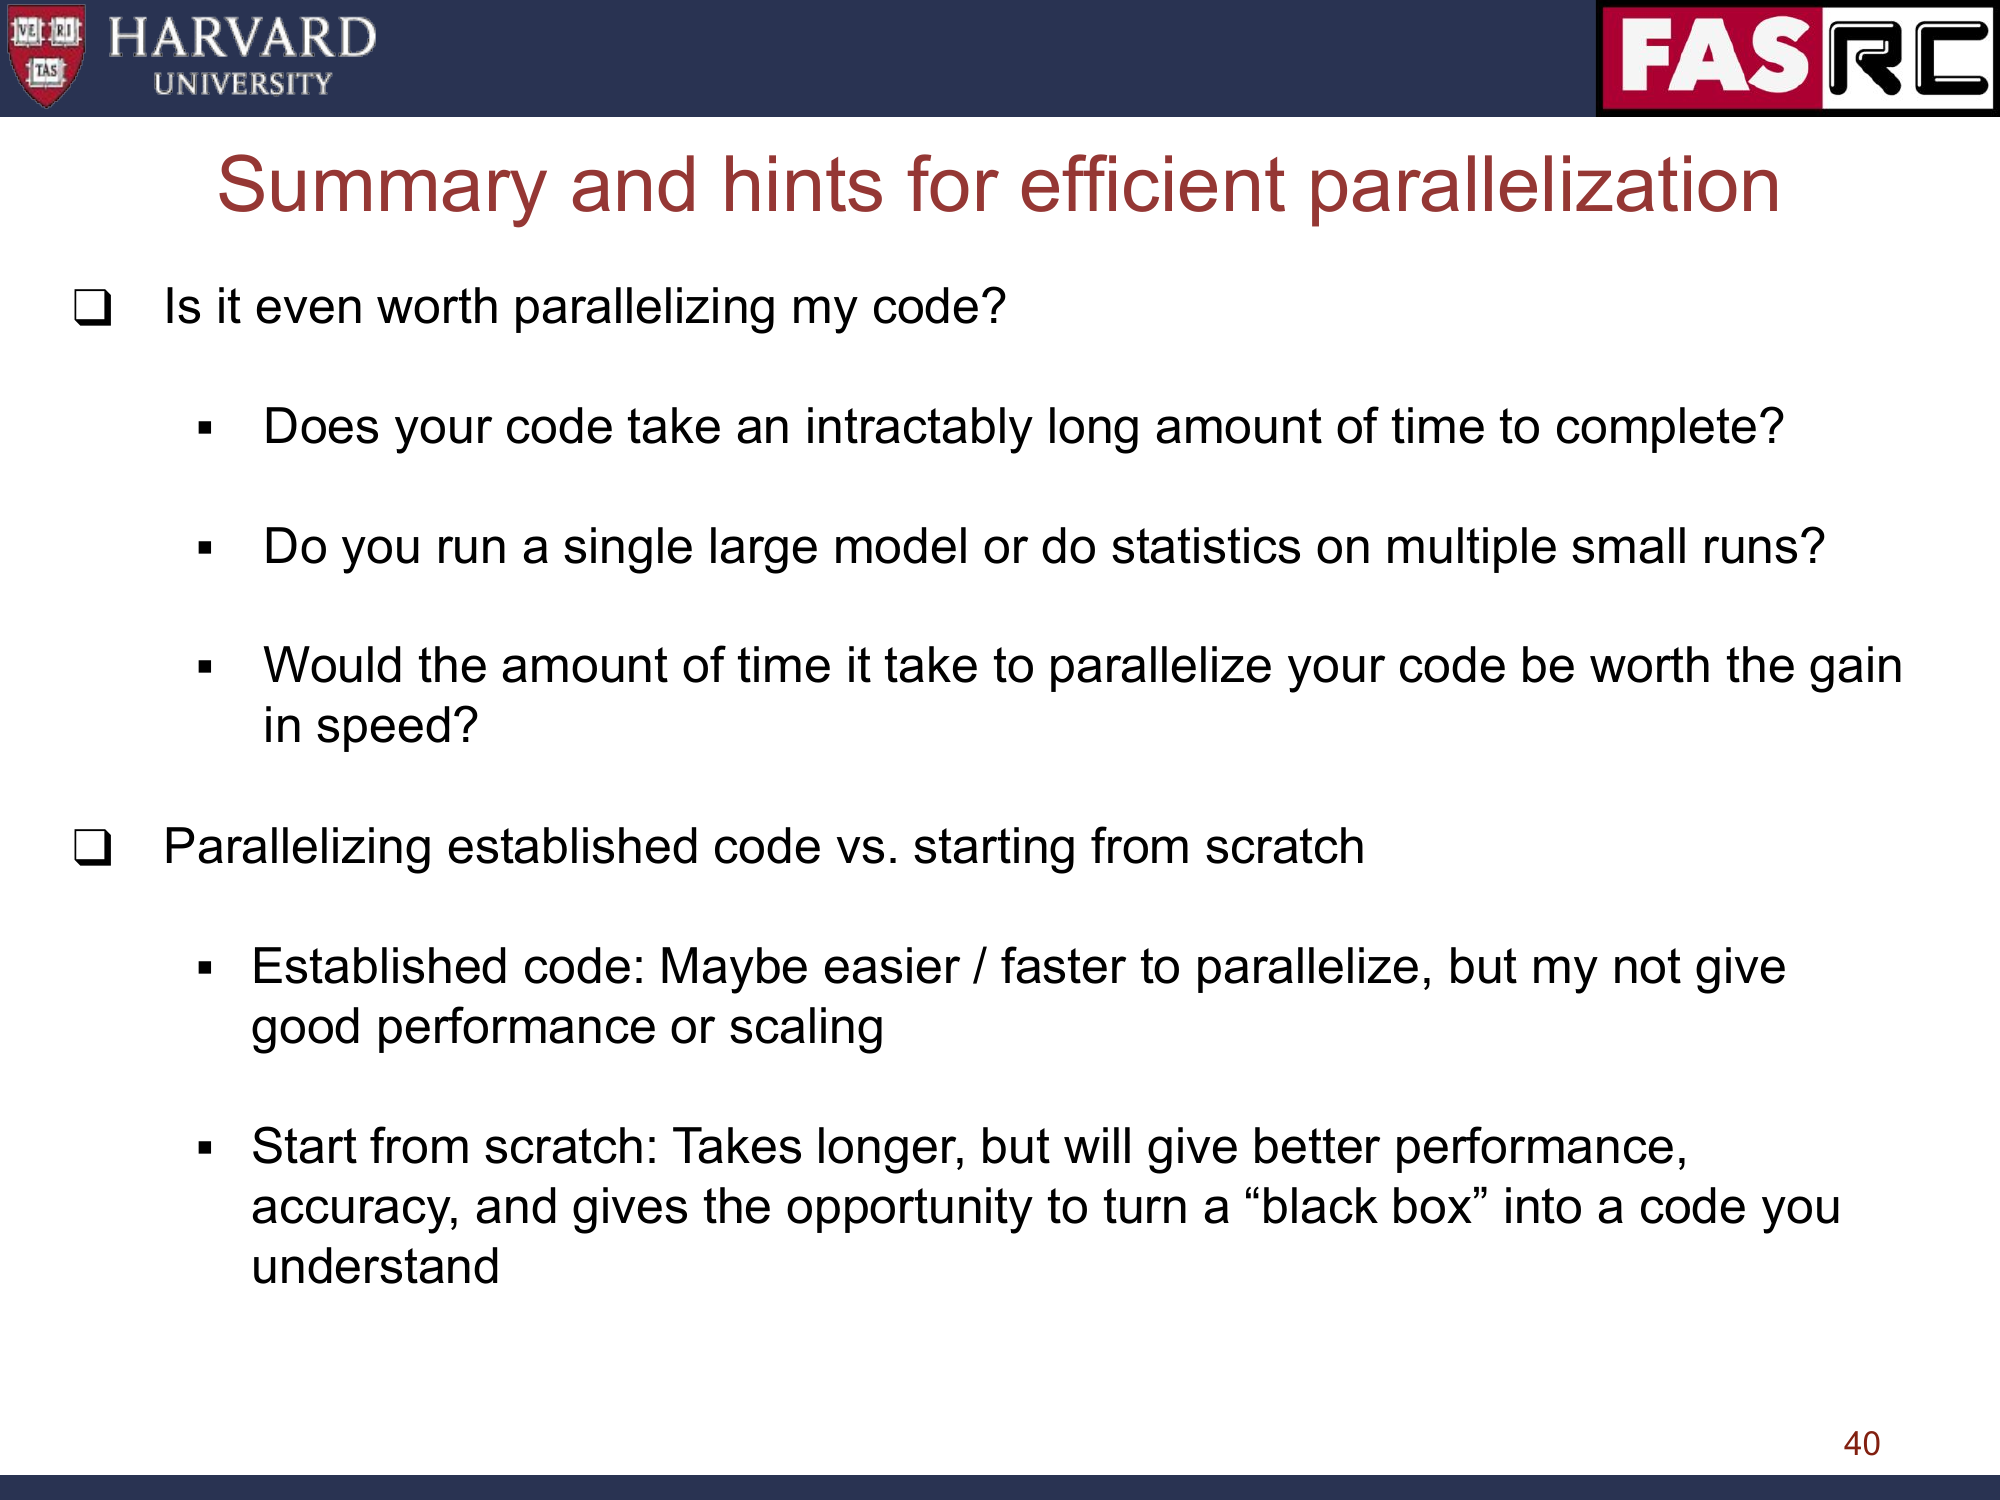 VE RI
TAS
HARVARD
UNIVERSITY
FASRC
Summary and hints for efficient parallelization
❏ Is it even worth parallelizing my code?
▪ Does your code take an intractably long amount of time to complete?
▪ Do you run a single large model or do statistics on multiple small runs?
▪ Would the amount of time it take to parallelize your code be worth the gain
in speed?
❏ Parallelizing established code vs. starting from scratch
▪ Established code: Maybe easier / faster to parallelize, but my not give
good performance or scaling
▪ Start from scratch: Takes longer, but will give better performance,
accuracy, and gives the opportunity to turn a “black box” into a code you
understand
40